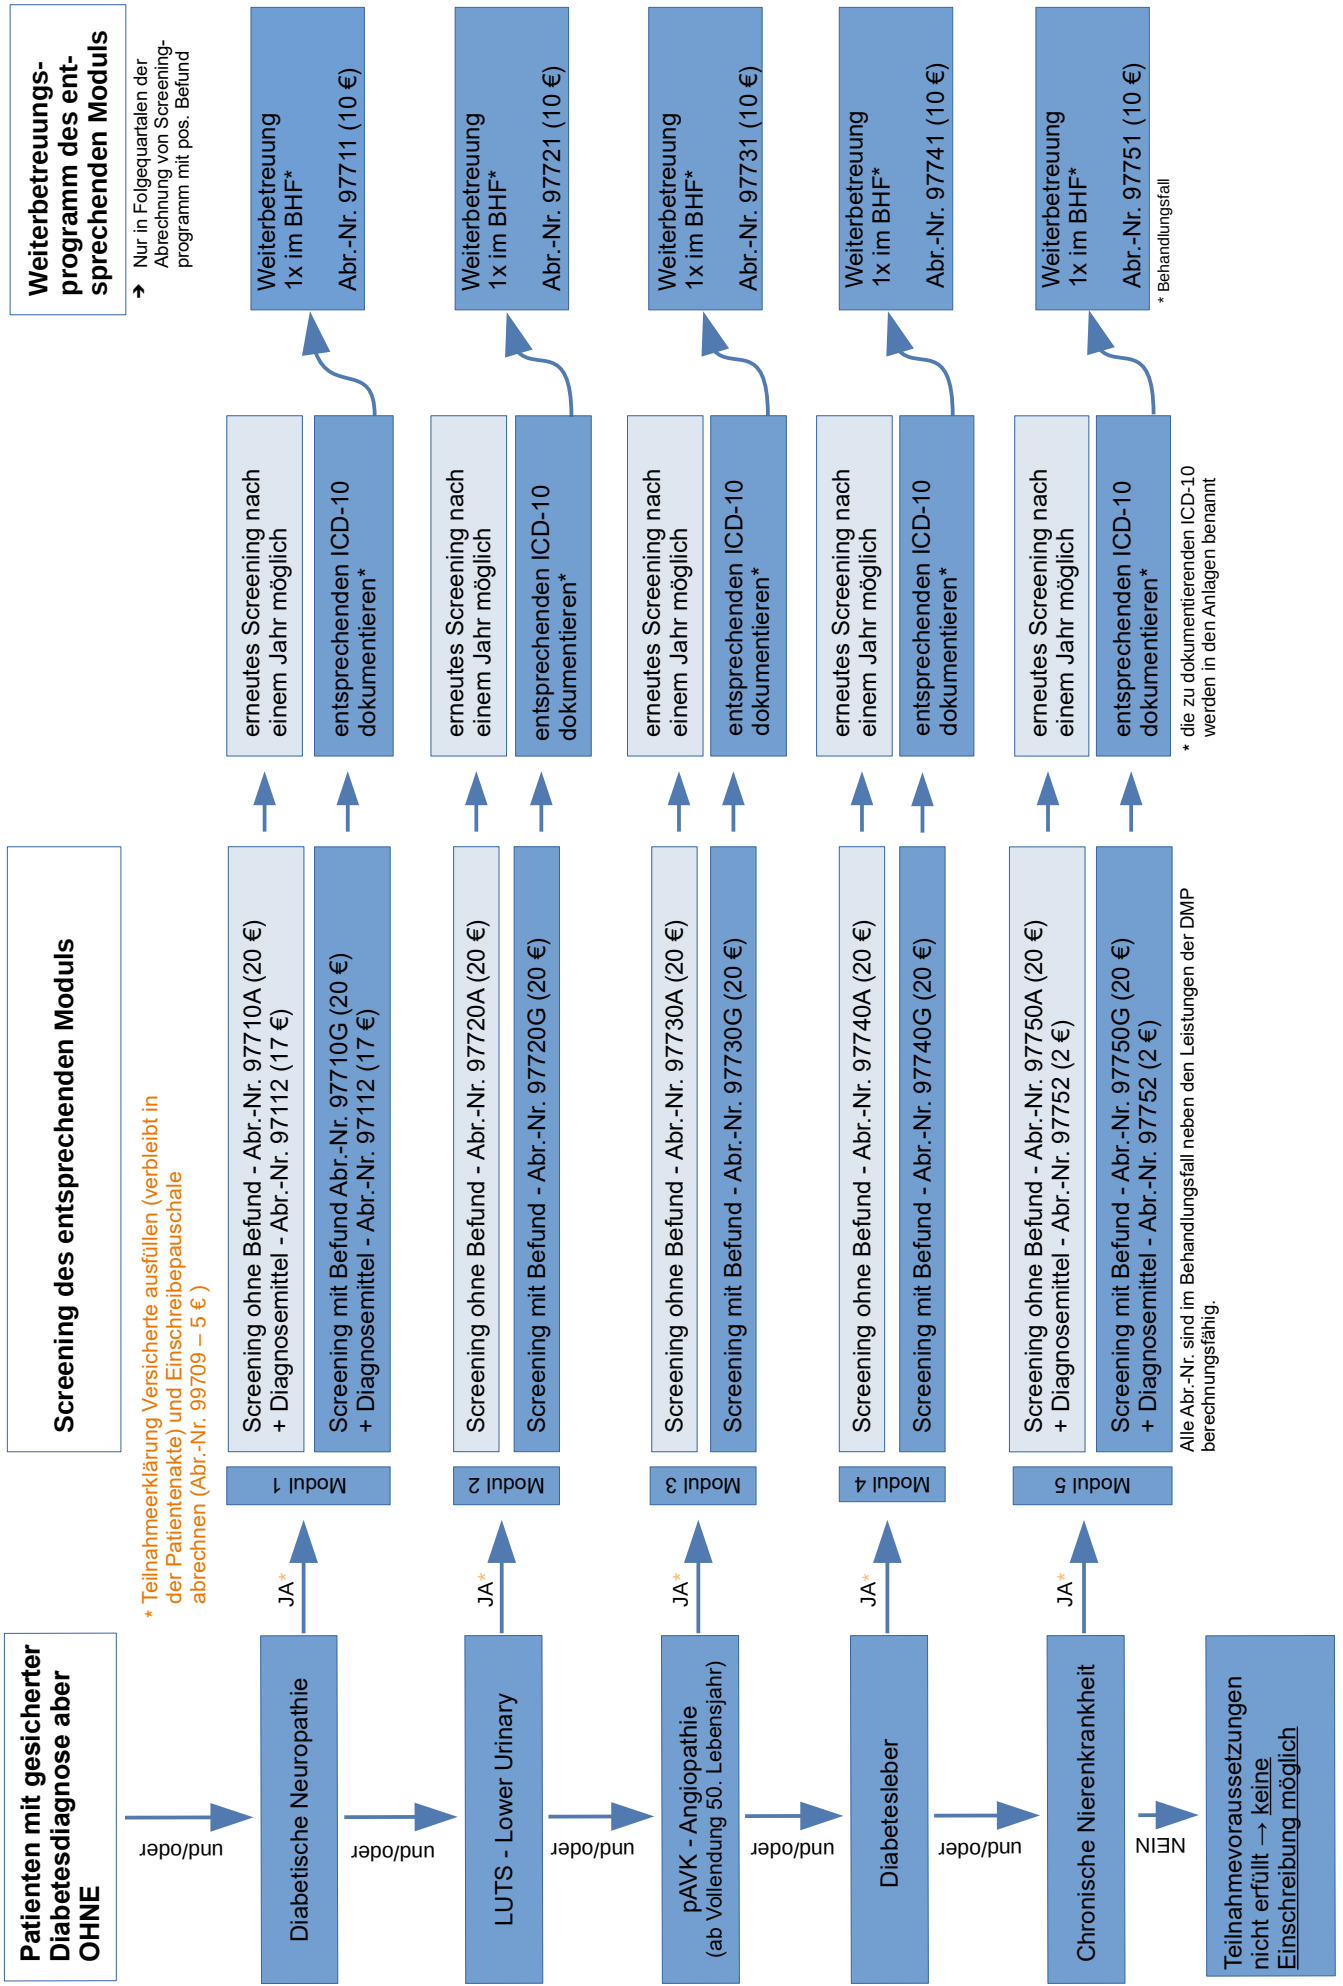 Patienten mit gesicherter
Diabetesdiagnose aber
OHNE
Screening des entsprechenden Moduls
Weiterbetreuungs-
programm des ent-
sprechenden Moduls
* Teilnahmeerklärung Versicherte ausfüllen (verbleibt in
der Patientenakte) und Einschreibepauschale
abrechnen (Abr.-Nr. 99709 – 5 € )
➔ Nur in Folgequartalen der
Abrechnung von Screening-
programm mit pos. Befund
und/oder
Diabetische Neuropathie
JA*
Modul 1
Screening ohne Befund - Abr.-Nr. 97710A (20 €)
+ Diagnosemittel - Abr.-Nr. 97112 (17 €)
Screening mit Befund Abr.-Nr. 97710G (20 €)
+ Diagnosemittel - Abr.-Nr. 97112 (17 €)
erneutes Screening nach
einem Jahr möglich
entsprechenden ICD-10
dokumentieren*
Weiterbetreuung
1x im BHF*
Abr.-Nr. 97711 (10 €)
und/oder
LUTS - Lower Urinary
JA*
Modul 2
Screening ohne Befund - Abr.-Nr. 97720A (20 €)
Screening mit Befund - Abr.-Nr. 97720G (20 €)
erneutes Screening nach
einem Jahr möglich
entsprechenden ICD-10
dokumentieren*
Weiterbetreuung
1x im BHF*
Abr.-Nr. 97721 (10 €)
und/oder
pAVK - Angiopathie
(ab Vollendung 50. Lebensjahr)
JA*
Modul 3
Screening ohne Befund - Abr.-Nr. 97730A (20 €)
Screening mit Befund - Abr.-Nr. 97730G (20 €)
erneutes Screening nach
einem Jahr möglich
entsprechenden ICD-10
dokumentieren*
Weiterbetreuung
1x im BHF*
Abr.-Nr. 97731 (10 €)
und/oder
Diabetesleber
JA*
Modul 4
Screening ohne Befund - Abr.-Nr. 97740A (20 €)
Screening mit Befund - Abr.-Nr. 97740G (20 €)
erneutes Screening nach
einem Jahr möglich
entsprechenden ICD-10
dokumentieren*
Weiterbetreuung
1x im BHF*
Abr.-Nr. 97741 (10 €)
und/oder
Chronische Nierenkrankheit
JA*
Modul 5
Screening ohne Befund - Abr.-Nr. 97750A (20 €)
+ Diagnosemittel - Abr.-Nr. 97752 (2 €)
Screening mit Befund - Abr.-Nr. 97750G (20 €)
+ Diagnosemittel - Abr.-Nr. 97752 (2 €)
erneutes Screening nach
einem Jahr möglich
entsprechenden ICD-10
dokumentieren*
Weiterbetreuung
1x im BHF*
Abr.-Nr. 97751 (10 €)
NEIN
Teilnahmevoraussetzungen
nicht erfüllt → keine
Einschreibung möglich
Alle Abr.-Nr. sind im Behandlungsfall neben den Leistungen der DMP
berechnungsfähig.
* die zu dokumentierenden ICD-10
werden in den Anlagen benannt
* Behandlungsfall